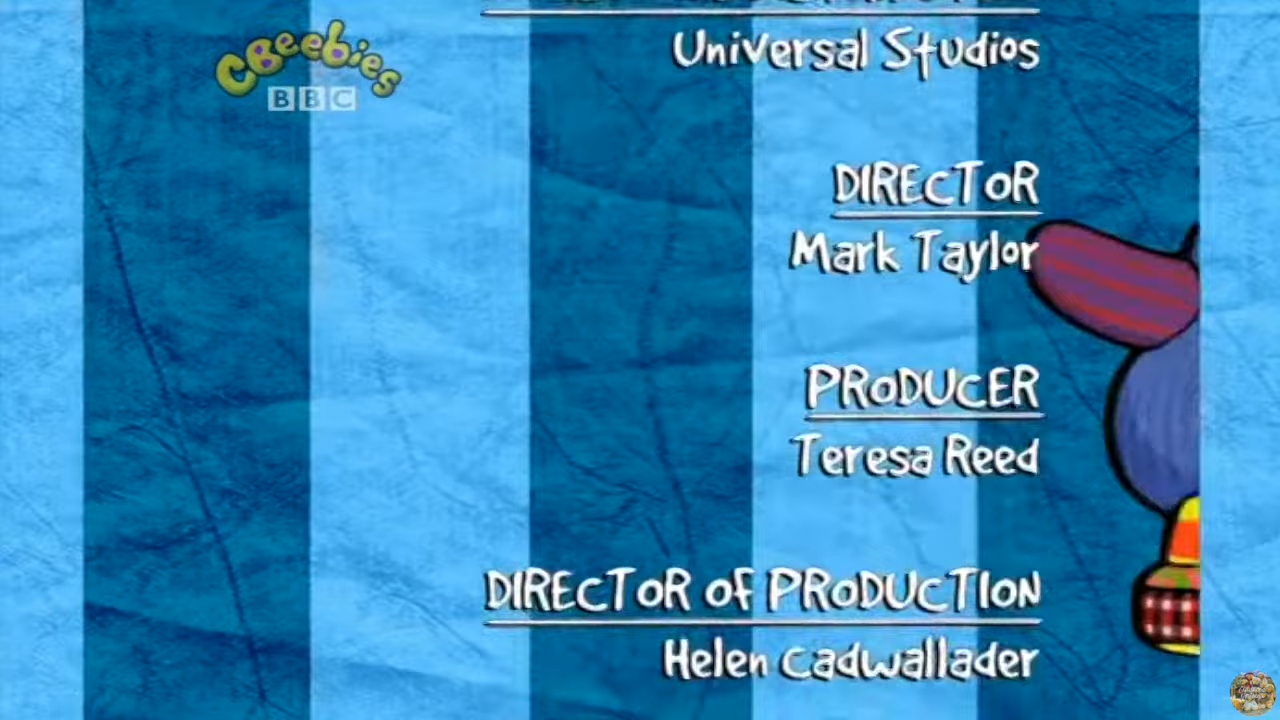 CBeebies
BBC
Universal Studios
DIRECTOR
Mark Taylor
PRODUCER
Teresa Reed
DIRECTOR OF PRODUCTION
Helen Cadwallader